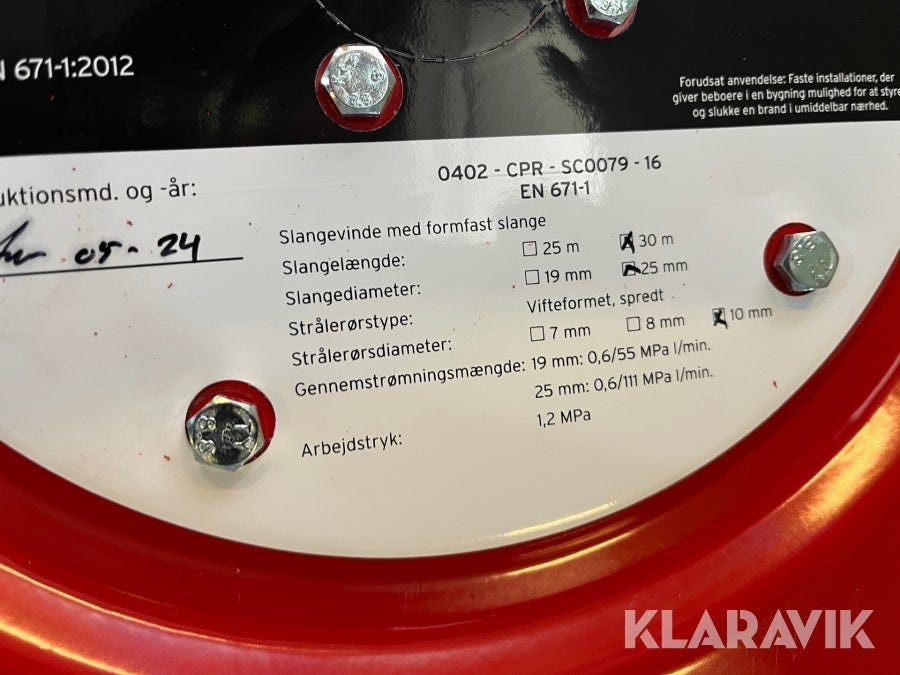 671-1:2012
Forudsat anvendelse: Faste installationer, der
giver beboere i en bygning mulighed for at styre
og slukke en brand i umiddelbar nærhed.
uktionsmd. og -år:
05-24
0402 - CPR - SC0079 - 16
EN 671-1
Slangevinde med formfast slange
Slangelængde: 25 m 30 m
Slangediameter: 19 mm 25 mm
Strålerørstype: Vifteformet, spredt
Strålerørsdiameter: 7 mm 8 mm 10 mm
Gennemstrømningsmængde: 19 mm: 0,6/55 MPa l/min.
25 mm: 0,6/111 MPa l/min.
Arbejdstryk: 1,2 MPa
8.8
KLARAVIK